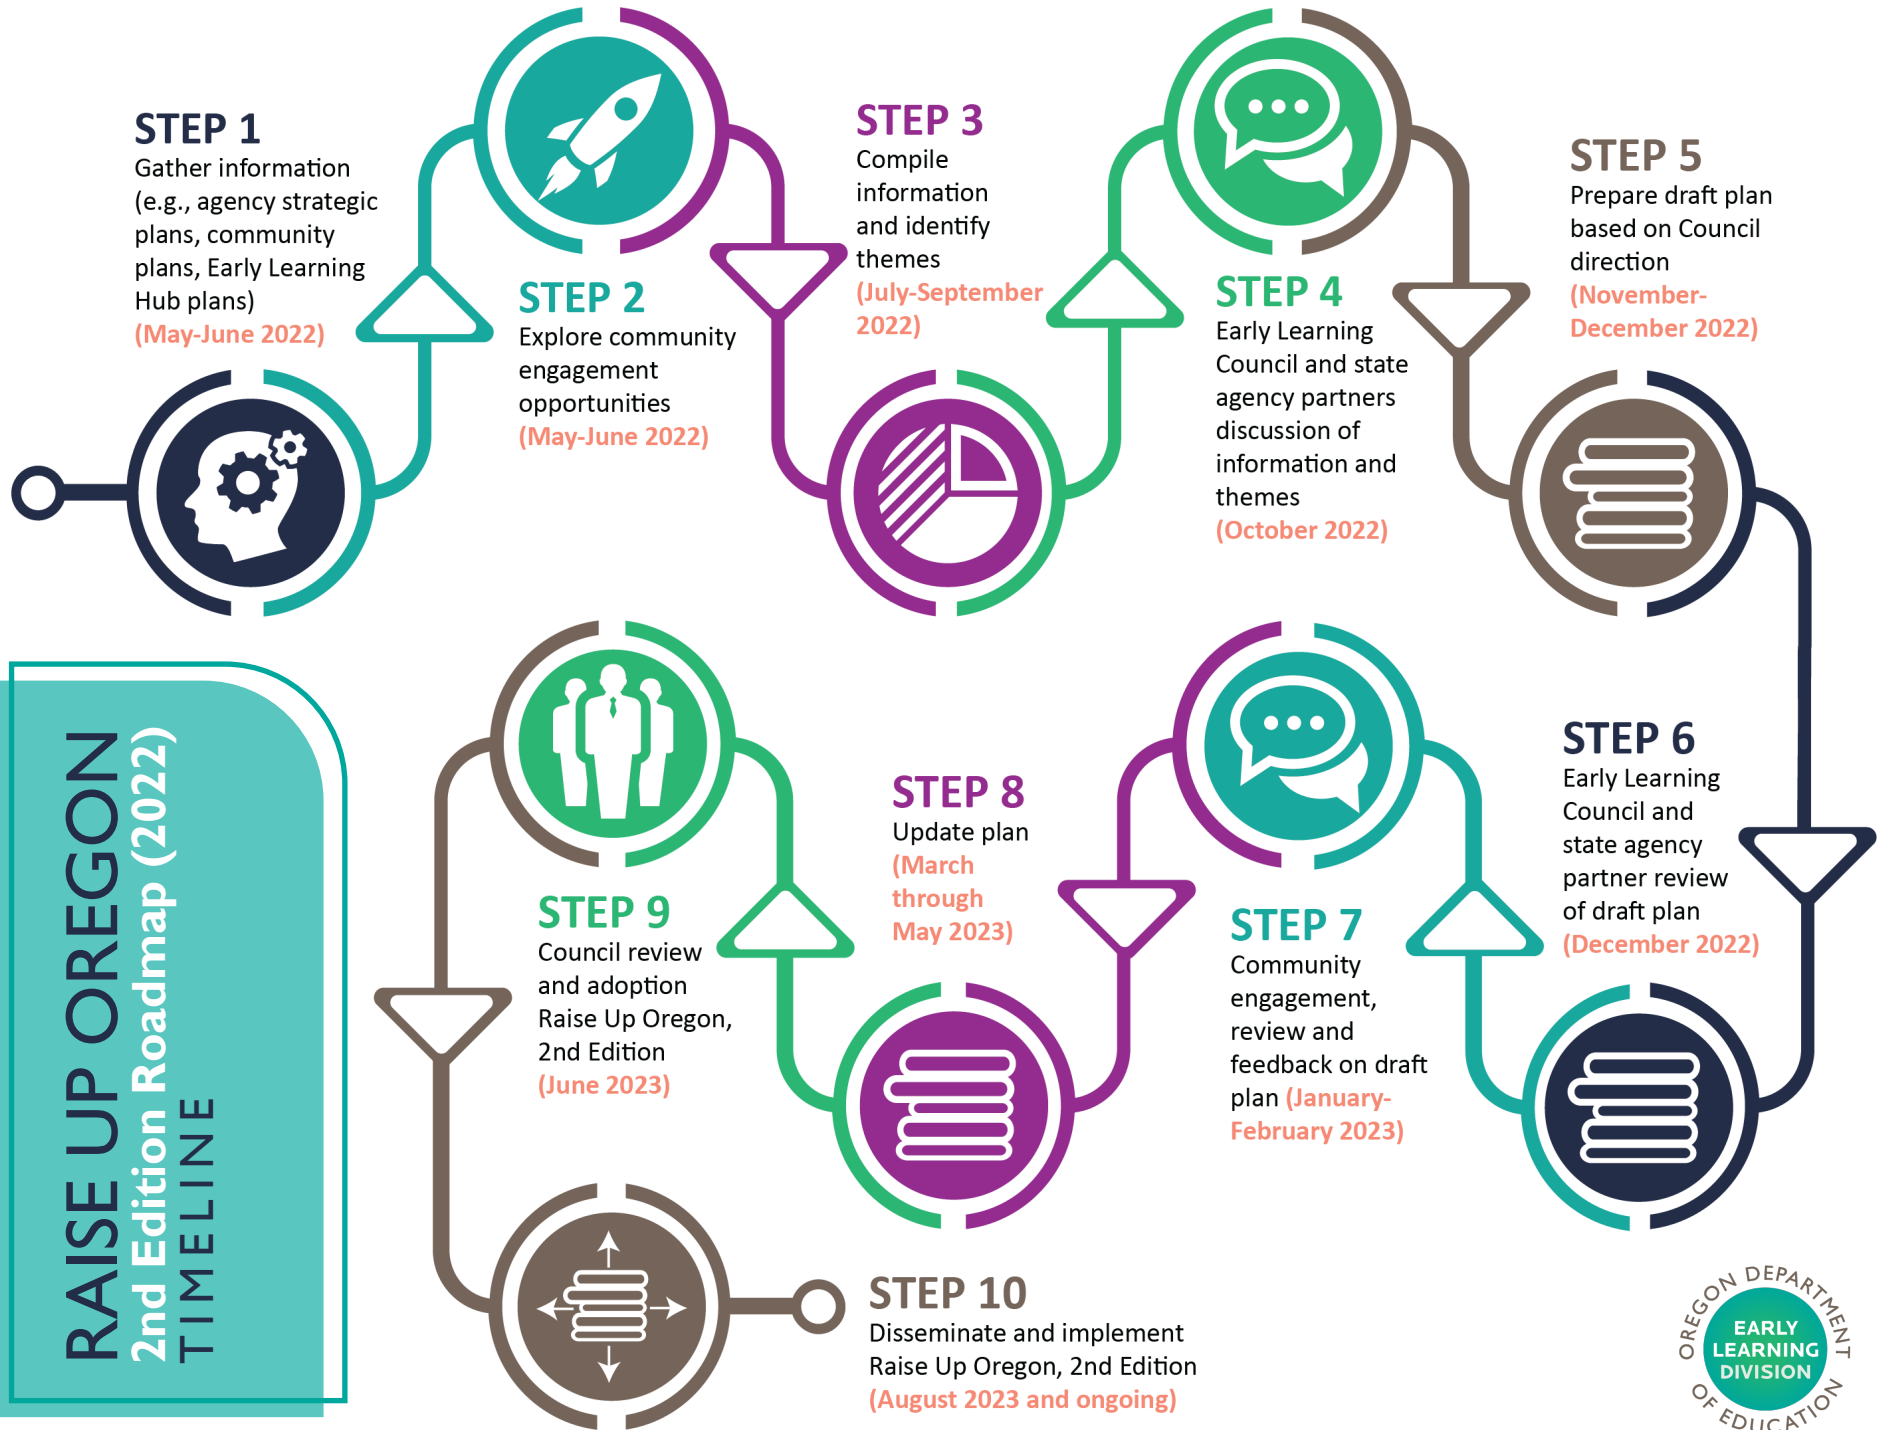 STEP 1
Gather information
(e.g., agency strategic
plans, community
plans, Early Learning
Hub plans)
(May-June 2022)
STEP 2
Explore community
engagement
opportunities
(May-June 2022)
STEP 3
Compile
information
and identify
themes
(July-September
2022)
STEP 4
Early Learning
Council and state
agency partners
discussion of
information and
themes
(October 2022)
STEP 5
Prepare draft plan
based on Council
direction
(November-
December 2022)
STEP 6
Early Learning
Council and
state agency
partner review
of draft plan
(December 2022)
STEP 7
Community
engagement,
review and
feedback on draft
plan (January-
February 2023)
STEP 8
Update plan
(March
through
May 2023)
STEP 9
Council review
and adoption
Raise Up Oregon,
2nd Edition
(June 2023)
STEP 10
Disseminate and implement
Raise Up Oregon, 2nd Edition
(August 2023 and ongoing)
RAISE UP OREGON
2nd Edition Roadmap (2022)
TIMELINE
OREGON DEPARTMENT
OF EDUCATION
EARLY
LEARNING
DIVISION